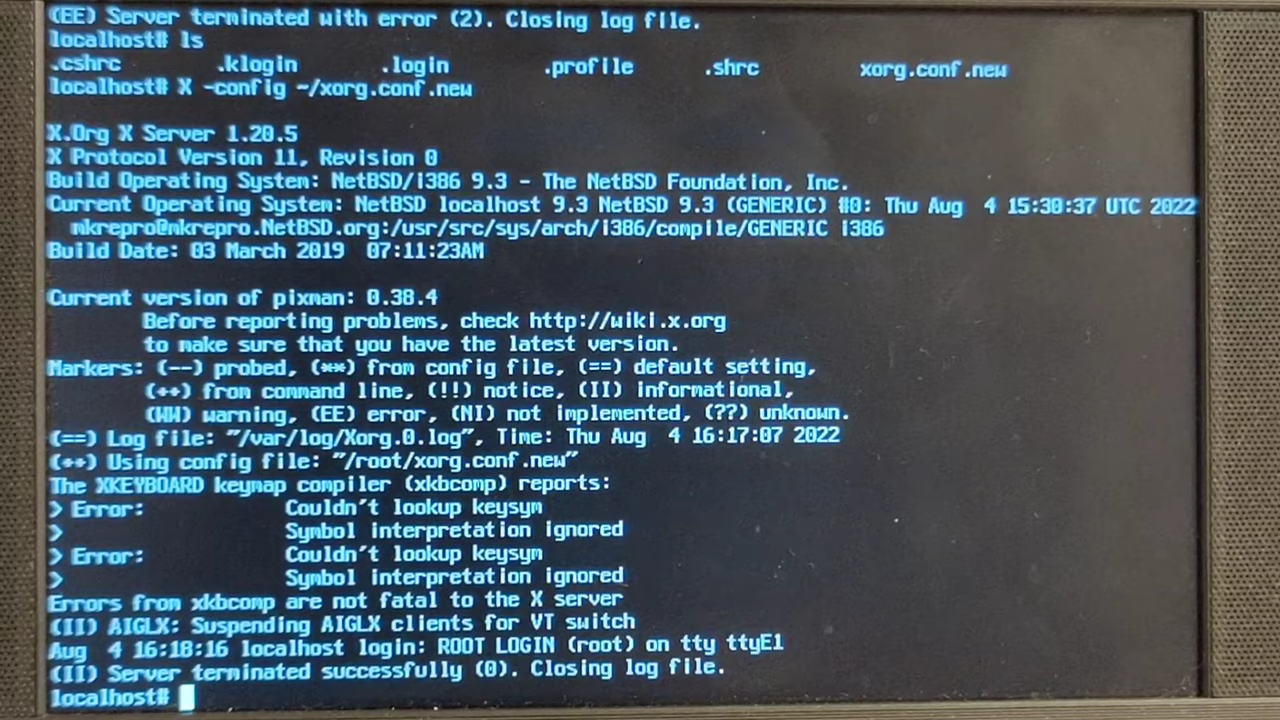 (EE) Server terminated with error (2). Closing log file.
localhost# ls
.cshrc .klogin .login .profile .shrc xorg.conf.new
localhost# X -config ~/xorg.conf.new
X.Org X Server 1.20.5
X Protocol Version 11, Revision 0
Build Operating System: NetBSD/i386 9.3 - The NetBSD Foundation, Inc.
Current Operating System: NetBSD localhost 9.3 NetBSD 9.3 (GENERIC) #0: Thu Aug 4 15:30:37 UTC 2022
mkrepro@mkrepro.NetBSD.org:/usr/src/sys/arch/i386/compile/GENERIC i386
Build Date: 03 March 2019 07:11:23AM
Current version of pixman: 0.38.4
Before reporting problems, check http://wiki.x.org
to make sure that you have the latest version.
Markers: (--) probed, (**) from config file, (==) default setting,
(++) from command line, (!!) notice, (II) informational,
(WW) warning, (EE) error, (NI) not implemented, (??) unknown.
(==) Log file: "/var/log/Xorg.0.log", Time: Thu Aug 4 16:17:07 2022
(++) Using config file: "/root/xorg.conf.new"
The XKEYBOARD keymap compiler (xkbcomp) reports:
> Error: Couldn't lookup keysym
> Symbol interpretation ignored
> Error: Couldn't lookup keysym
> Symbol interpretation ignored
Errors from xkbcomp are not fatal to the X server
(II) AIGLX: Suspending AIGLX clients for VT switch
Aug 4 16:18:16 localhost login: ROOT LOGIN (root) on tty ttyE1
(II) Server terminated successfully (0). Closing log file.
localhost#